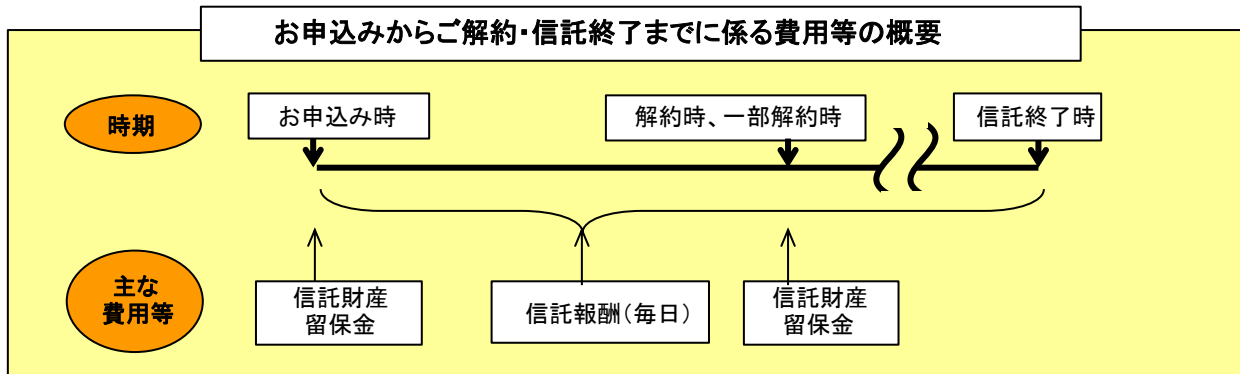 お申込みからご解約・信託終了までに係る費用等の概要
時期
お申込み時
解約時、一部解約時
信託終了時
主な
費用等
信託財産
留保金
信託報酬(毎日)
信託財産
留保金